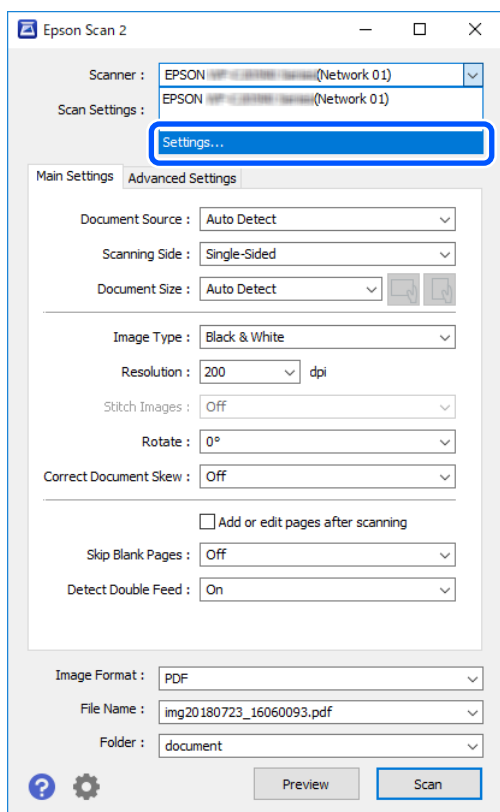 Epson Scan 2
Scanner : EPSON (Network 01)
EPSON (Network 01)
Scan Settings :
Settings...
Main Settings Advanced Settings
Document Source : Auto Detect
Scanning Side : Single-Sided
Document Size : Auto Detect
Image Type : Black & White
Resolution : 200 dpi
Stitch Images : Off
Rotate : 0°
Correct Document Skew : Off
Add or edit pages after scanning
Skip Blank Pages : Off
Detect Double Feed : On
Image Format : PDF
File Name : img20180723_16060093.pdf
Folder : document
? Preview Scan